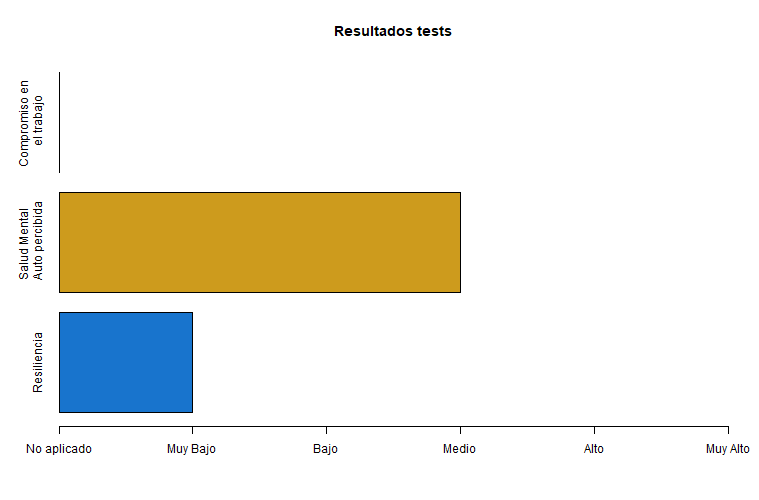 Resultados tests
Compromiso en
el trabajo
Salud Mental
Auto percibida
Resiliencia
No aplicado
Muy Bajo
Bajo
Medio
Alto
Muy Alto